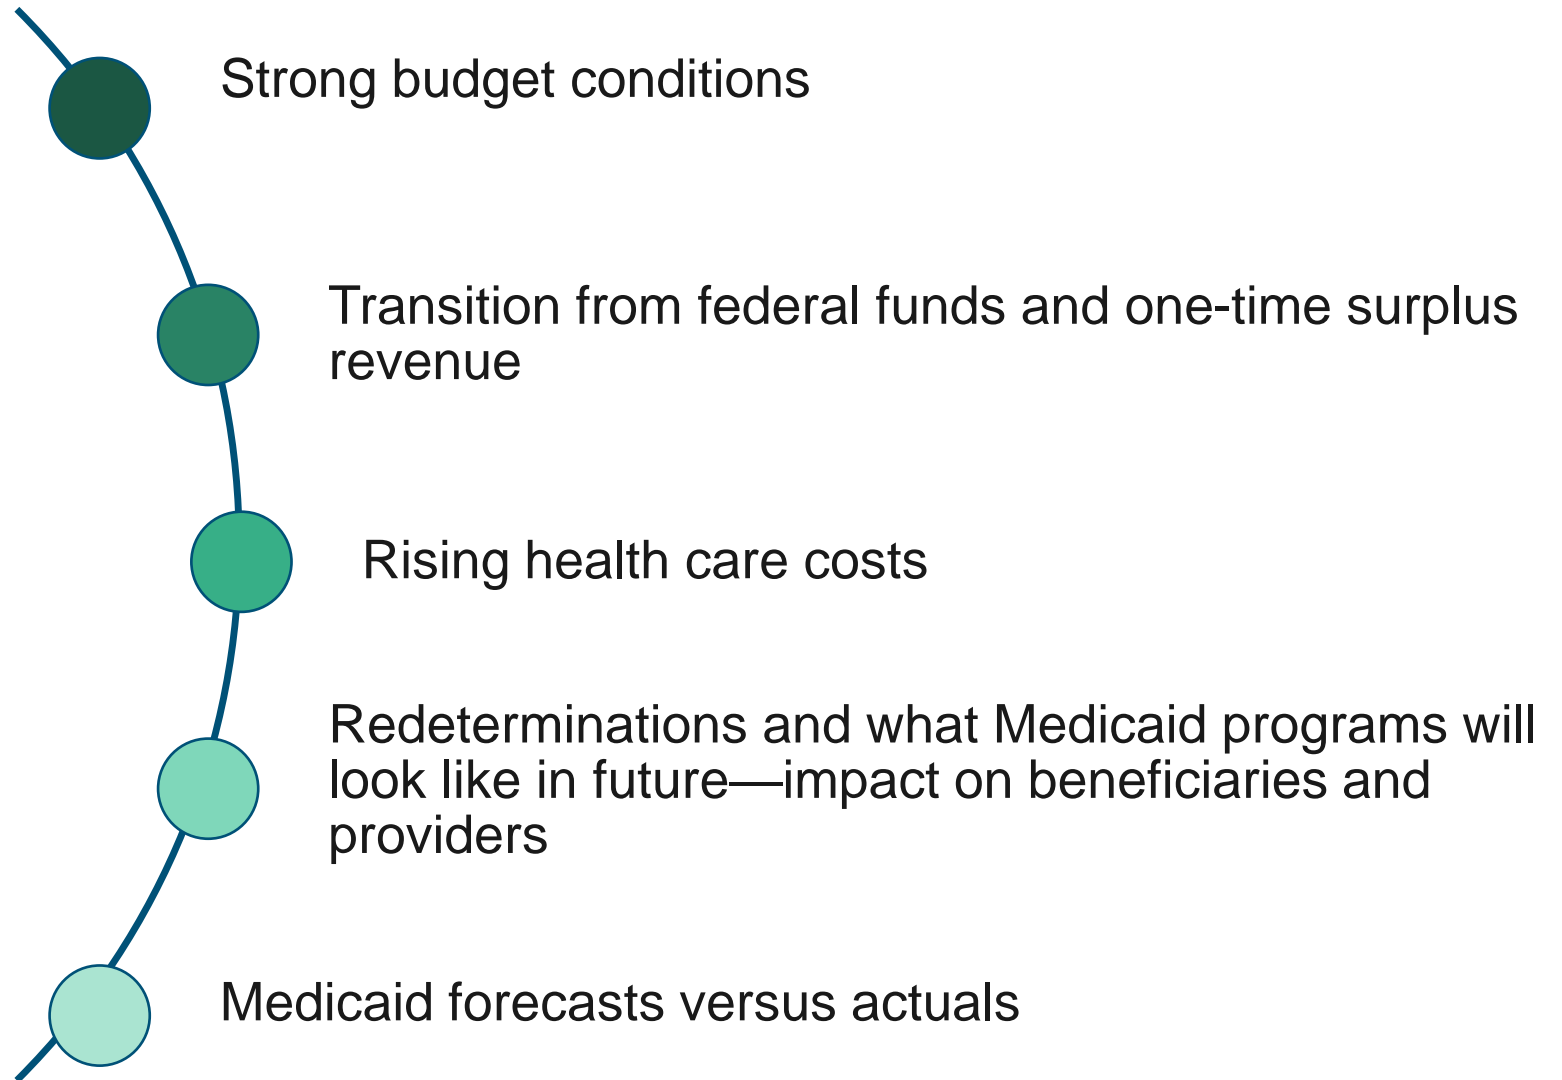 Strong budget conditions
Transition from federal funds and one-time surplus
revenue
Rising health care costs
Redeterminations and what Medicaid programs will
look like in future—impact on beneficiaries and
providers
Medicaid forecasts versus actuals